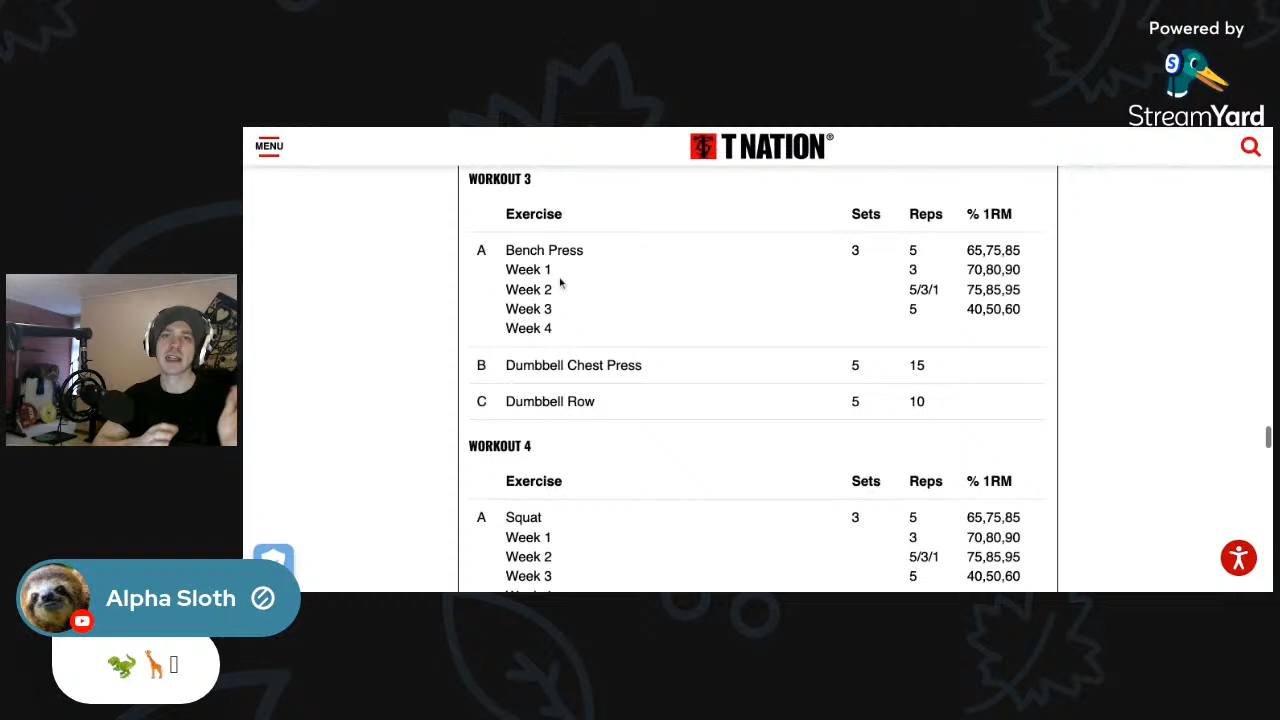 Powered by
S
StreamYard
MENU
T NATION®
WORKOUT 3
Exercise Sets Reps % 1RM
A Bench Press 3 5 65,75,85
Week 1 3 70,80,90
Week 2 5/3/1 75,85,95
Week 3 5 40,50,60
Week 4
B Dumbbell Chest Press 5 15
C Dumbbell Row 5 10
WORKOUT 4
Exercise Sets Reps % 1RM
A Squat 3 5 65,75,85
Week 1 3 70,80,90
Week 2 5/3/1 75,85,95
Week 3 5 40,50,60
Alpha Sloth